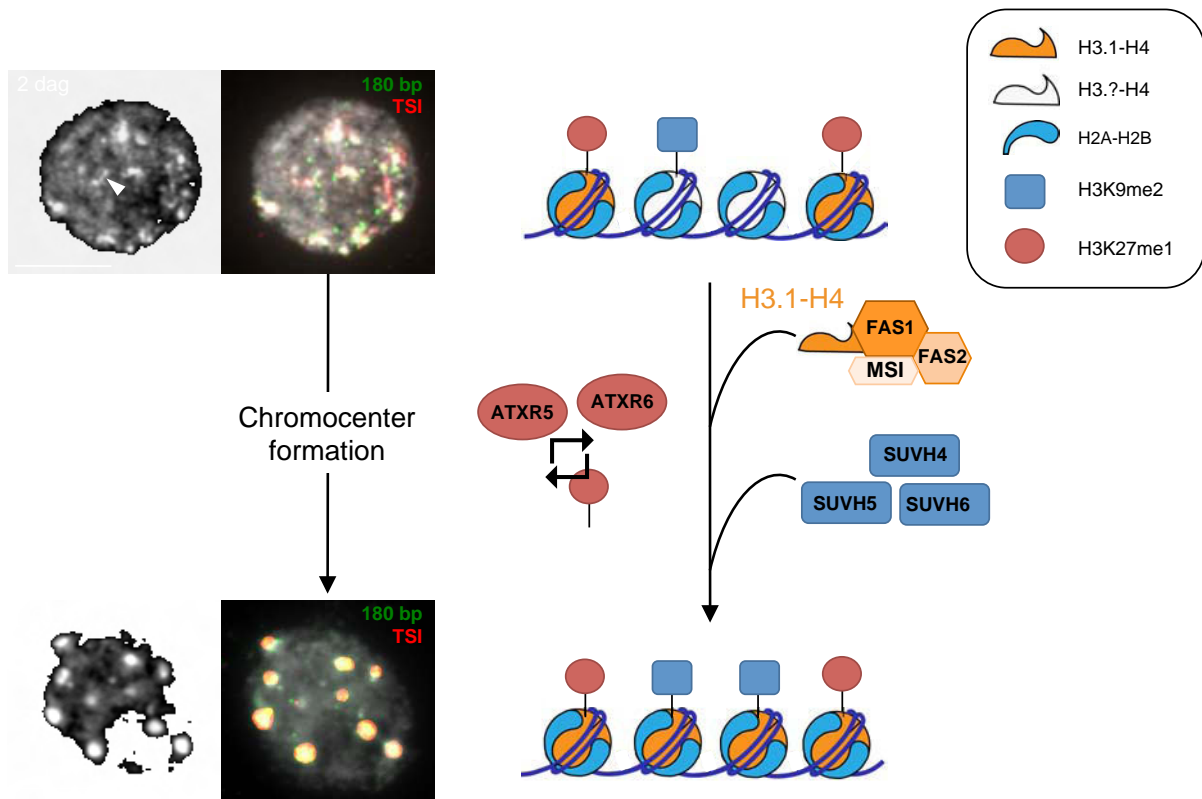 2 dag
180 bp
TSI
H3.1-H4
H3.?-H4
H2A-H2B
H3K9me2
H3K27me1
H3.1-H4
FAS1
FAS2
MSI
ATXR5
ATXR6
Chromocenter
formation
SUVH4
SUVH5
SUVH6
180 bp
TSI